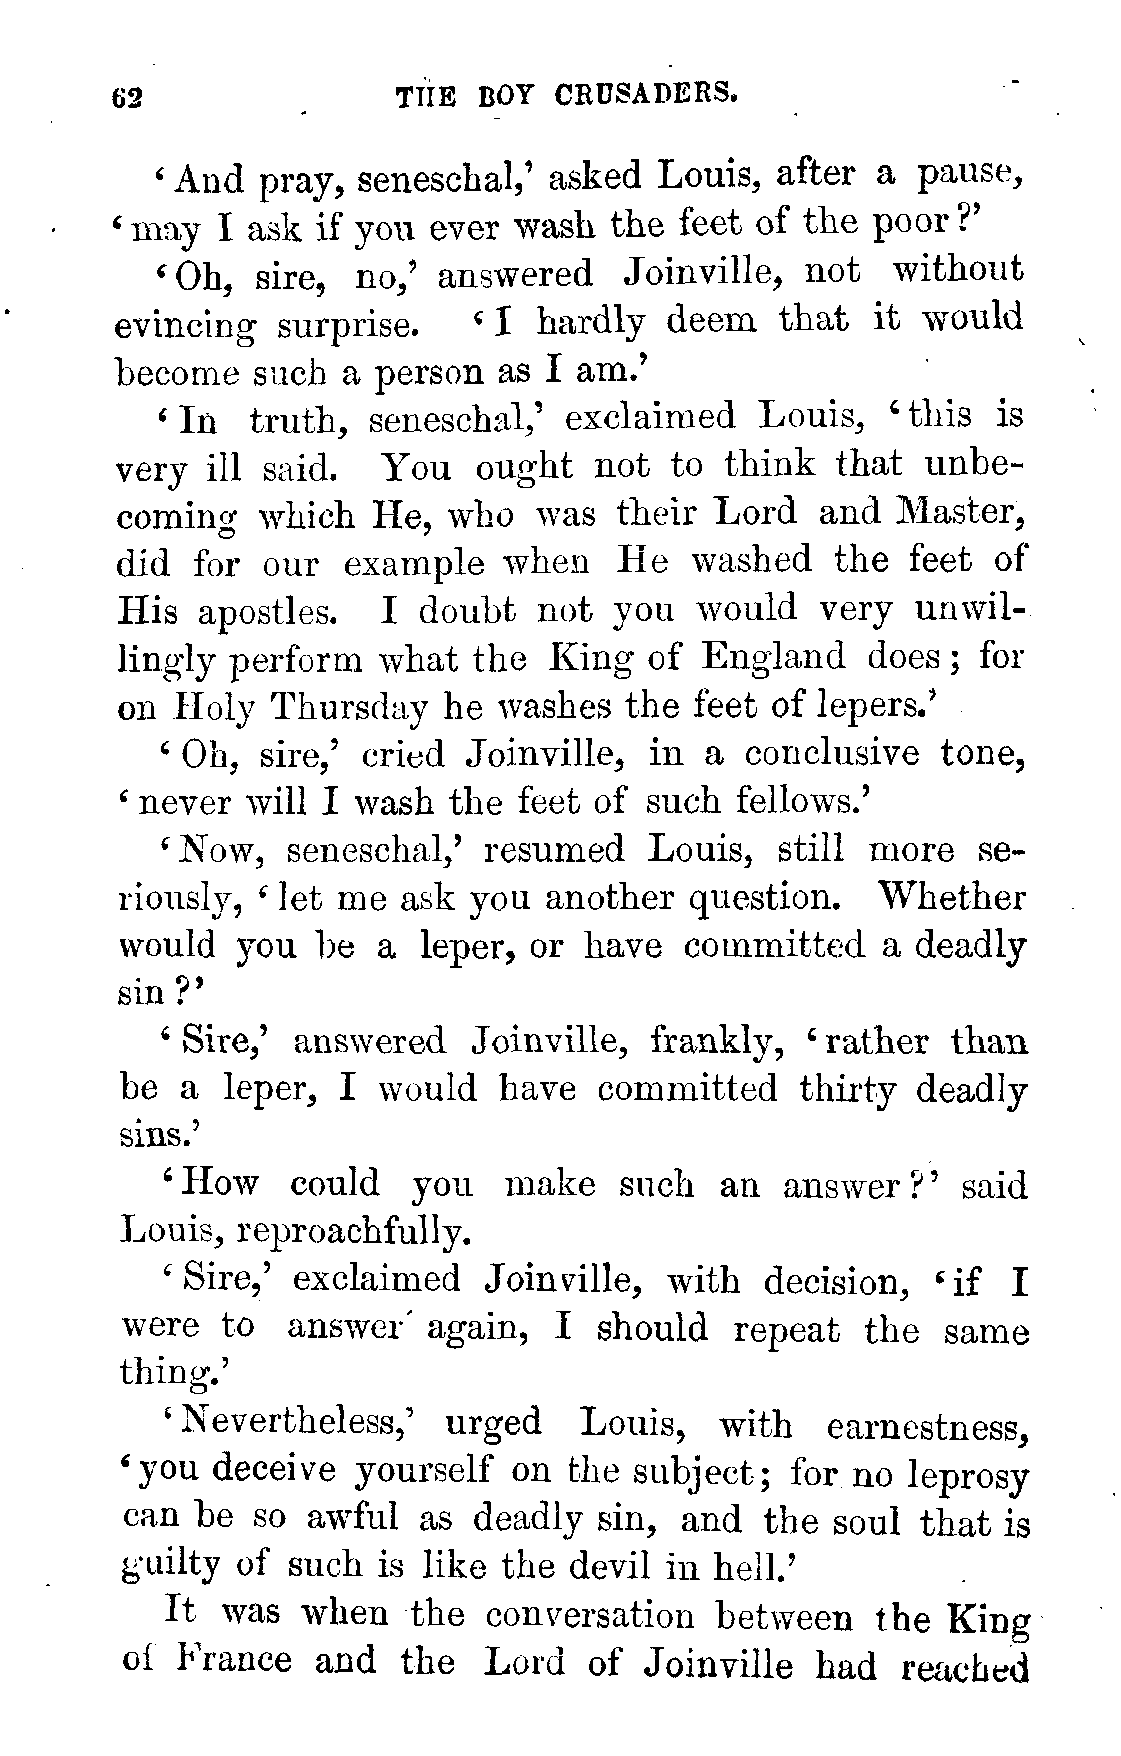 62 THE BOY CRUSADERS.
‘And pray, seneschal,’ asked Louis, after a pause,
‘may I ask if you ever wash the feet of the poor?’
‘Oh, sire, no,’ answered Joinville, not without
evincing surprise. ‘I hardly deem that it would
become such a person as I am.’
‘In truth, seneschal,’ exclaimed Louis, ‘this is
very ill said. You ought not to think that unbe-
coming which He, who was their Lord and Master,
did for our example when He washed the feet of
His apostles. I doubt not you would very unwil-
lingly perform what the King of England does; for
on Holy Thursday he washes the feet of lepers.’
‘Oh, sire,’ cried Joinville, in a conclusive tone,
‘never will I wash the feet of such fellows.’
‘Now, seneschal,’ resumed Louis, still more se-
riously, ‘let me ask you another question. Whether
would you be a leper, or have committed a deadly
sin?’
‘Sire,’ answered Joinville, frankly, ‘rather than
be a leper, I would have committed thirty deadly
sins.’
‘How could you make such an answer?’ said
Louis, reproachfully.
‘Sire,’ exclaimed Joinville, with decision, ‘if I
were to answer again, I should repeat the same
thing.’
‘Nevertheless,’ urged Louis, with earnestness,
‘you deceive yourself on the subject; for no leprosy
can be so awful as deadly sin, and the soul that is
guilty of such is like the devil in hell.’
It was when the conversation between the King
of France and the Lord of Joinville had reached